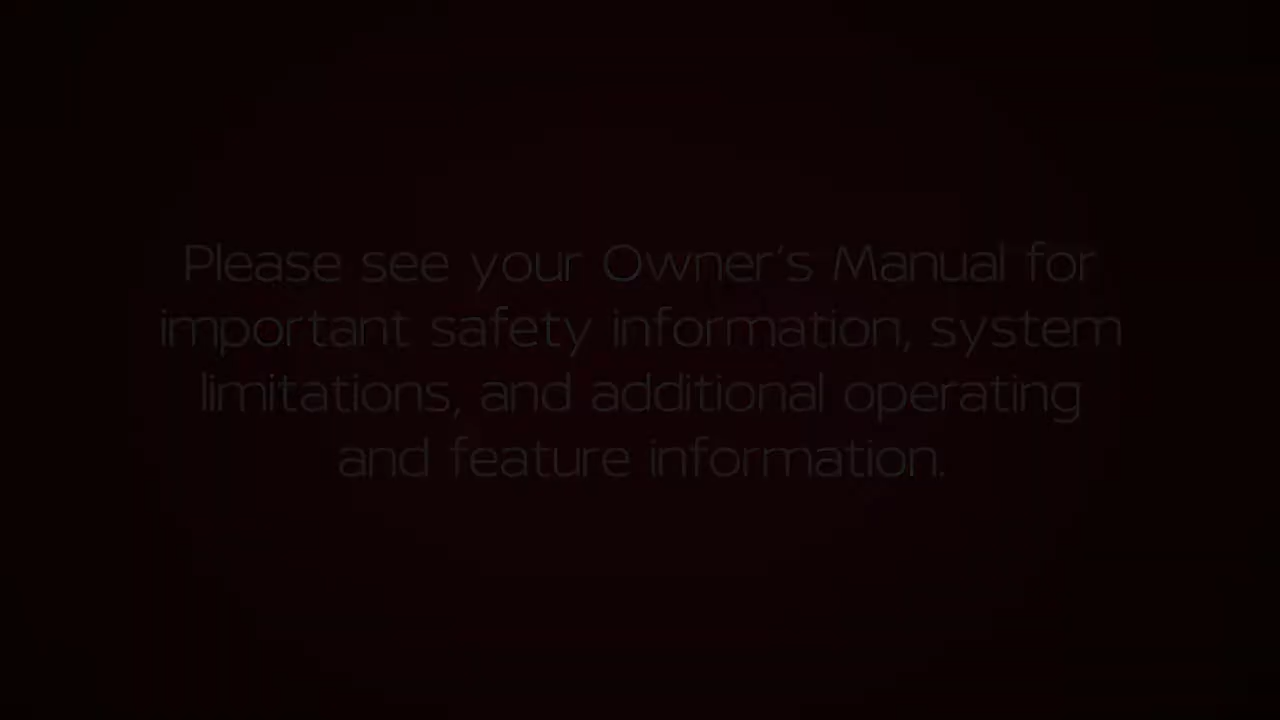 Please see your Owner's Manual for
important safety information, system
limitations, and additional operating
and feature information.